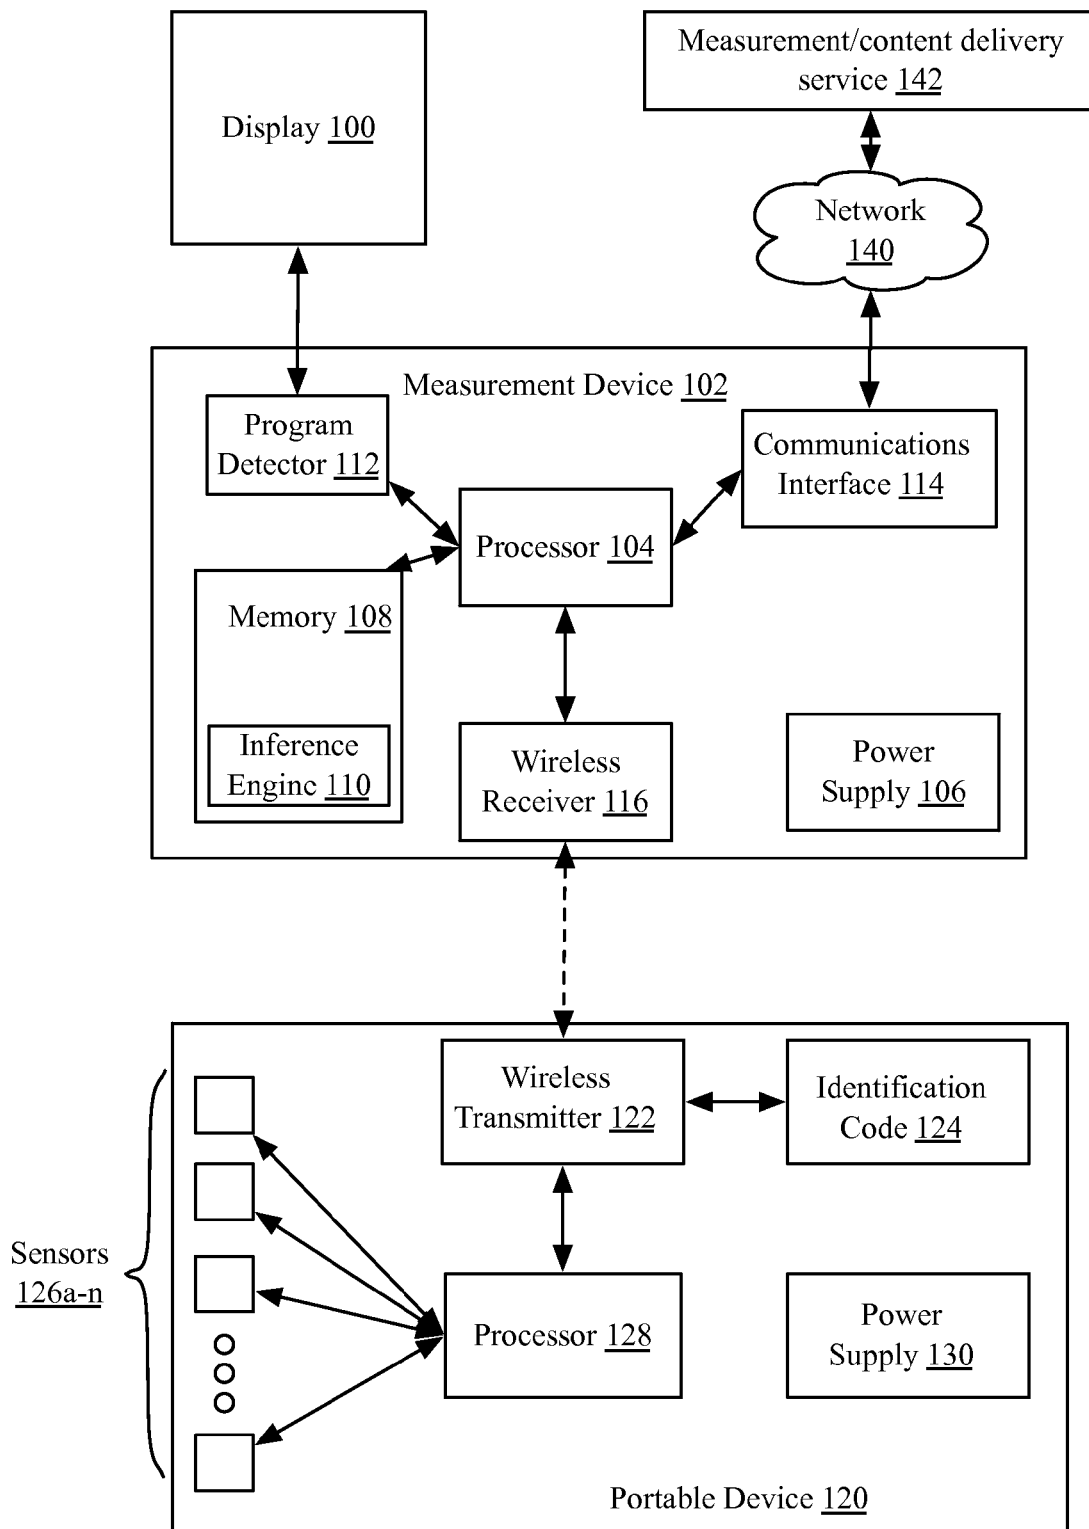 Display 100
Measurement/content delivery
service 142
Network
140
Measurement Device 102
Program
Detector 112
Communications
Interface 114
Processor 104
Memory 108
Inference
Engine 110
Wireless
Receiver 116
Power
Supply 106
Wireless
Transmitter 122
Identification
Code 124
Sensors
126a-n
Processor 128
Power
Supply 130
Portable Device 120